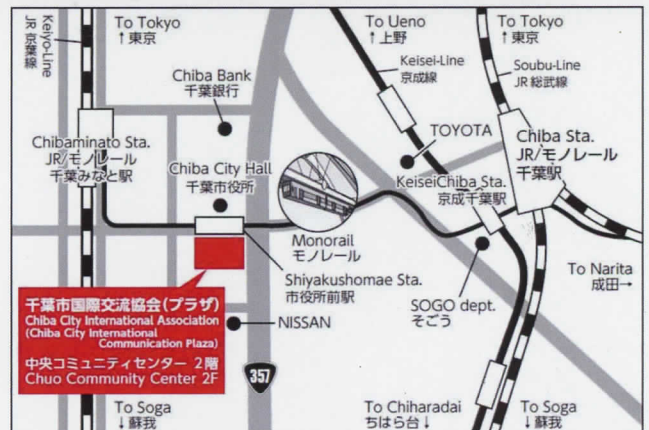 Keiyo-Line
JR 京葉線
To Tokyo
↑東京
To Ueno
↑上野
To Tokyo
↑東京
Keisei-Line
京成線
Soubu-Line
JR 総武線
Chiba Bank
千葉銀行
TOYOTA
Chibaminato Sta.
JR/モノレール
千葉みなと駅
Chiba Sta.
JR/モノレール
千葉駅
Chiba City Hall
千葉市役所
KeiseiChiba Sta.
京成千葉駅
Monorail
モノレール
Shiyakushomae Sta.
市役所前駅
To Narita
成田→
SOGO dept.
そごう
千葉市国際交流協会(プラザ)
Chiba City International Association
(Chiba City International
Communication Plaza)
中央コミュニティセンター 2階
Chuo Community Center 2F
NISSAN
357
To Soga
↓蘇我
To Chiharadai
ちはら台↓
To Soga
↓蘇我